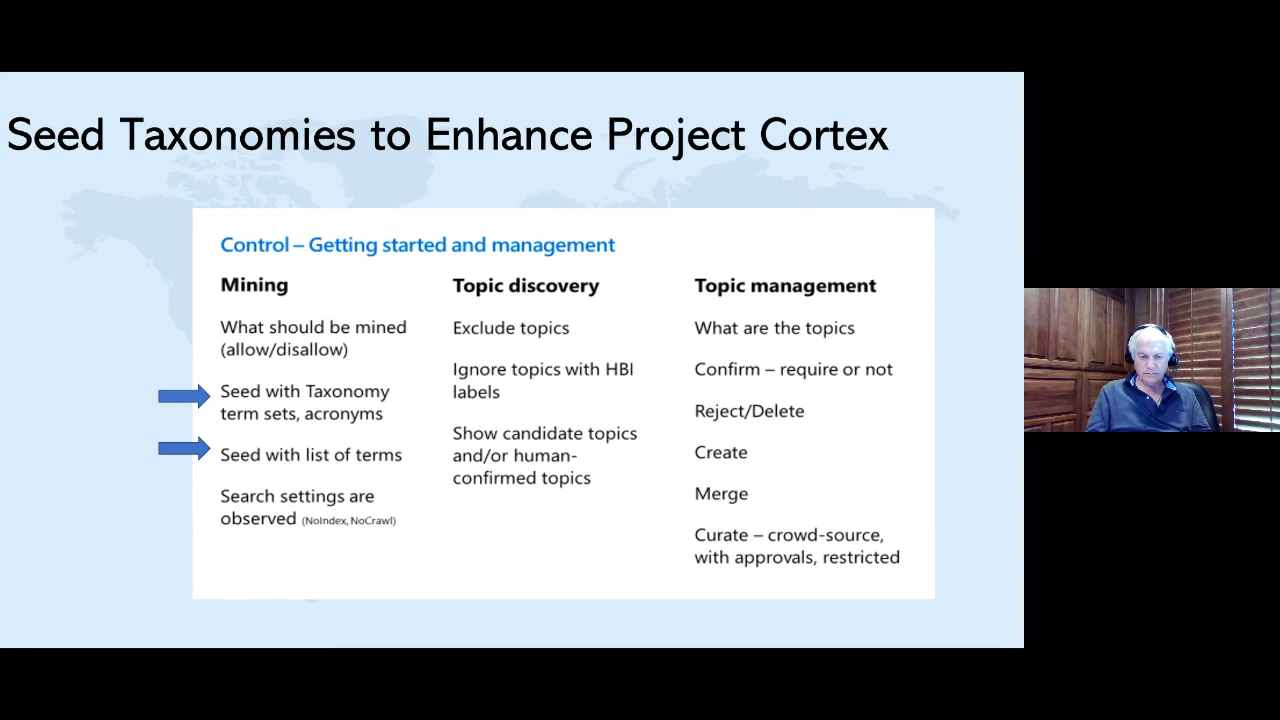 Seed Taxonomies to Enhance Project Cortex
Control – Getting started and management
Mining
What should be mined
(allow/disallow)
Seed with Taxonomy
term sets, acronyms
Seed with list of terms
Search settings are
observed (NoIndex, NoCrawl)
Topic discovery
Exclude topics
Ignore topics with HBI
labels
Show candidate topics
and/or human-
confirmed topics
Topic management
What are the topics
Confirm – require or not
Reject/Delete
Create
Merge
Curate – crowd-source,
with approvals, restricted